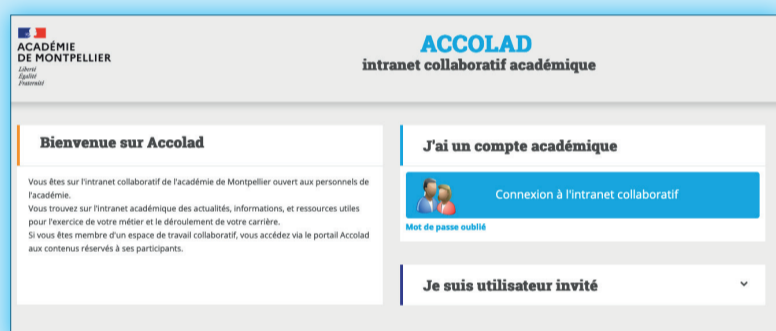 ACADÉMIE
DE MONTPELLIER
Liberté
Égalité
Fraternité
ACCOLAD
intranet collaboratif académique
Bienvenue sur Accolad
Vous êtes sur l'intranet collaboratif de l'académie de Montpellier ouvert aux personnels de
l'académie.
Vous trouvez sur l'intranet académique des actualités, informations, et ressources utiles
pour l'exercice de votre métier et le déroulement de votre carrière.
Si vous êtes membre d'un espace de travail collaboratif, vous accédez via le portail Accolad
aux contenus réservés à ses participants.
J'ai un compte académique
Connexion à l'intranet collaboratif
Mot de passe oublié
Je suis utilisateur invité